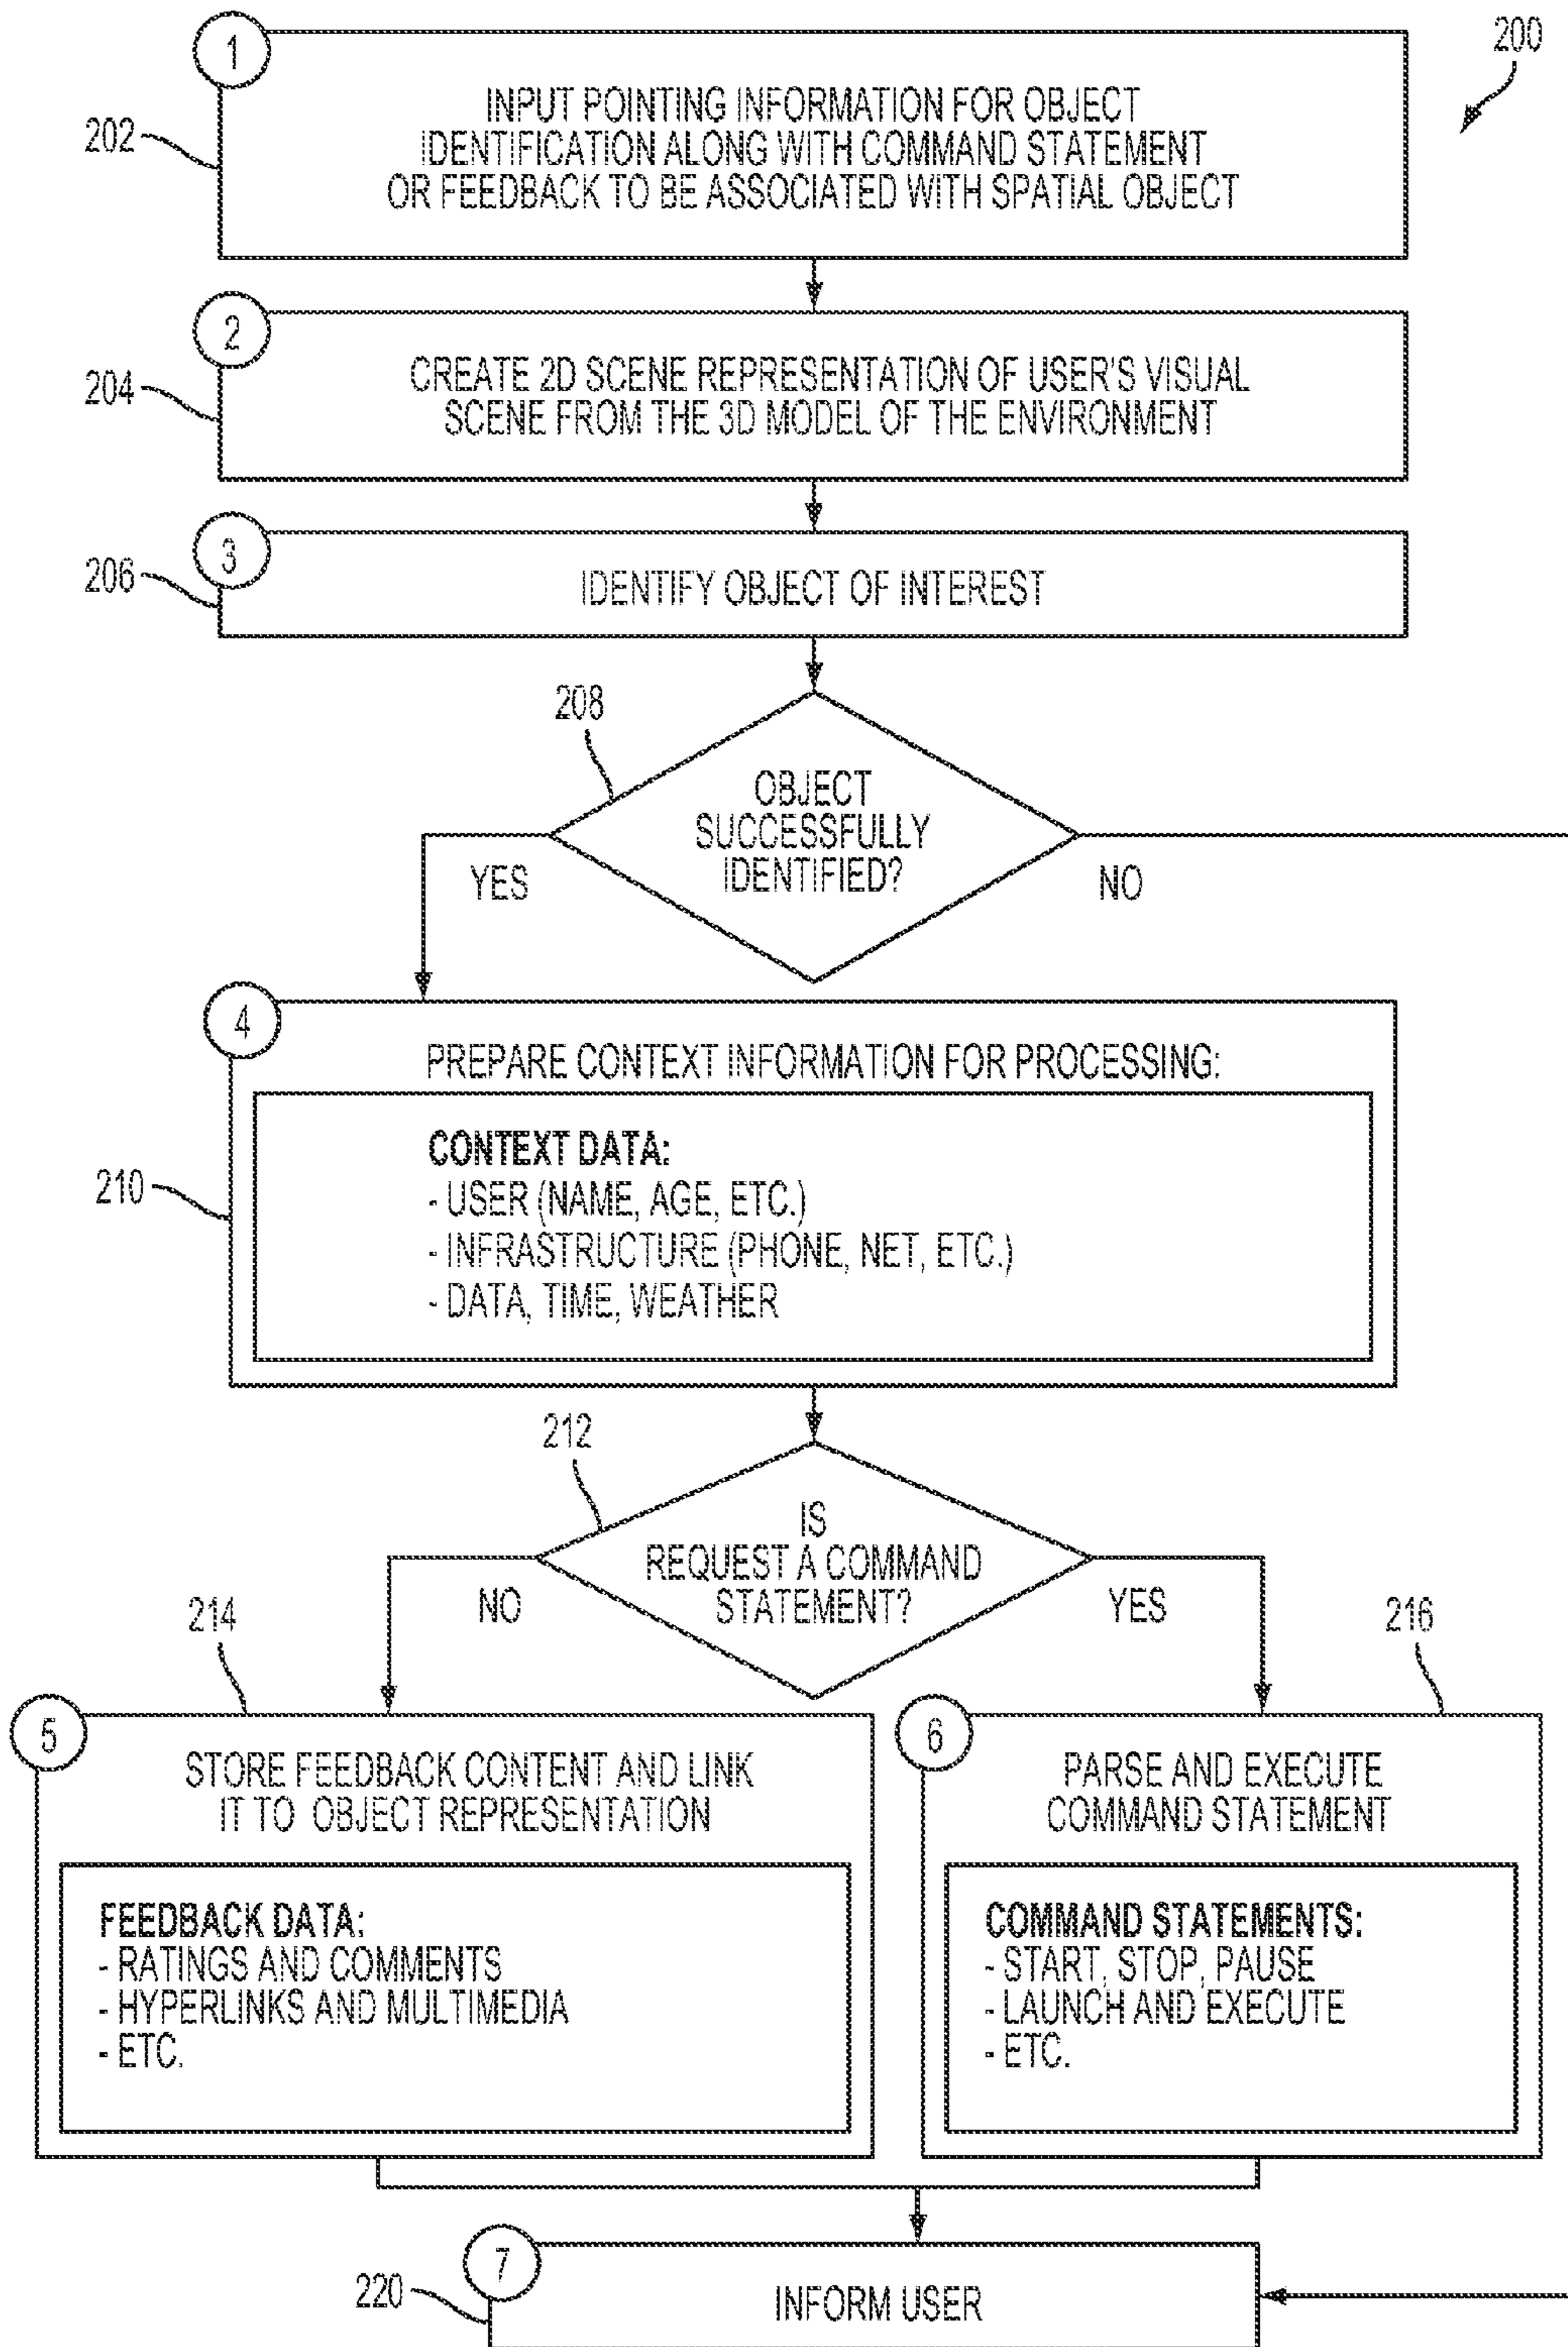 200
1
202
INPUT POINTING INFORMATION FOR OBJECT
IDENTIFICATION ALONG WITH COMMAND STATEMENT
OR FEEDBACK TO BE ASSOCIATED WITH SPATIAL OBJECT
2
204
CREATE 2D SCENE REPRESENTATION OF USER'S VISUAL
SCENE FROM THE 3D MODEL OF THE ENVIRONMENT
3
206
IDENTIFY OBJECT OF INTEREST
208
OBJECT
SUCCESSFULLY
IDENTIFIED?
YES
NO
4
210
PREPARE CONTEXT INFORMATION FOR PROCESSING:
CONTEXT DATA:
- USER (NAME, AGE, ETC.)
- INFRASTRUCTURE (PHONE, NET, ETC.)
- DATA, TIME, WEATHER
212
IS
REQUEST A COMMAND
STATEMENT?
NO
YES
214
5
STORE FEEDBACK CONTENT AND LINK
IT TO OBJECT REPRESENTATION
FEEDBACK DATA:
- RATINGS AND COMMENTS
- HYPERLINKS AND MULTIMEDIA
- ETC.
216
6
PARSE AND EXECUTE
COMMAND STATEMENT
COMMAND STATEMENTS:
- START, STOP, PAUSE
- LAUNCH AND EXECUTE
- ETC.
7
220
INFORM USER